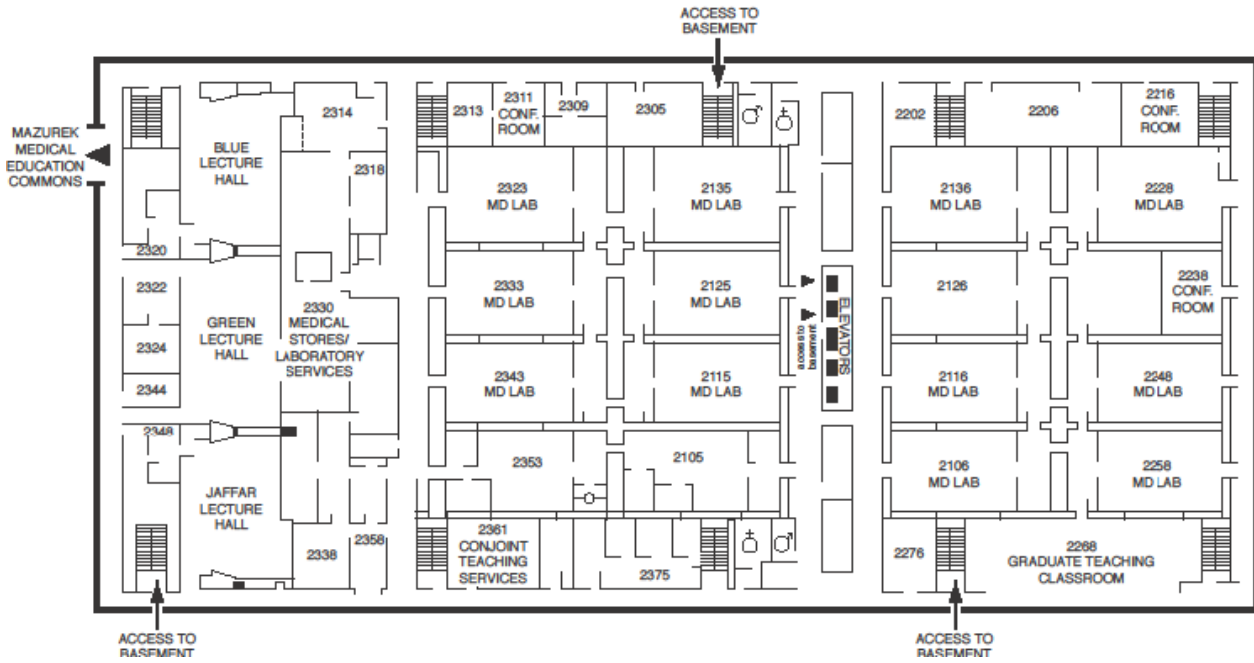 ACCESS TO
BASEMENT
MAZUREK
MEDICAL
EDUCATION
COMMONS
BLUE
LECTURE
HALL
2314
2318
2320
2322
2324
2344
2348
GREEN
LECTURE
HALL
2330
MEDICAL
STORES/
LABORATORY
SERVICES
JAFFAR
LECTURE
HALL
2338
2358
2313
2311
CONF.
ROOM
2309
2305
2323
MD LAB
2135
MD LAB
2333
MD LAB
2125
MD LAB
2343
MD LAB
2115
MD LAB
2353
2105
2361
CONJOINT
TEACHING
SERVICES
2375
access to
basement
ELEVATORS
2202
2206
2216
CONF.
ROOM
2136
MD LAB
2228
MD LAB
2126
2238
CONF.
ROOM
2116
MD LAB
2248
MD LAB
2106
MD LAB
2258
MD LAB
2276
2268
GRADUATE TEACHING
CLASSROOM
ACCESS TO
BASEMENT
ACCESS TO
BASEMENT